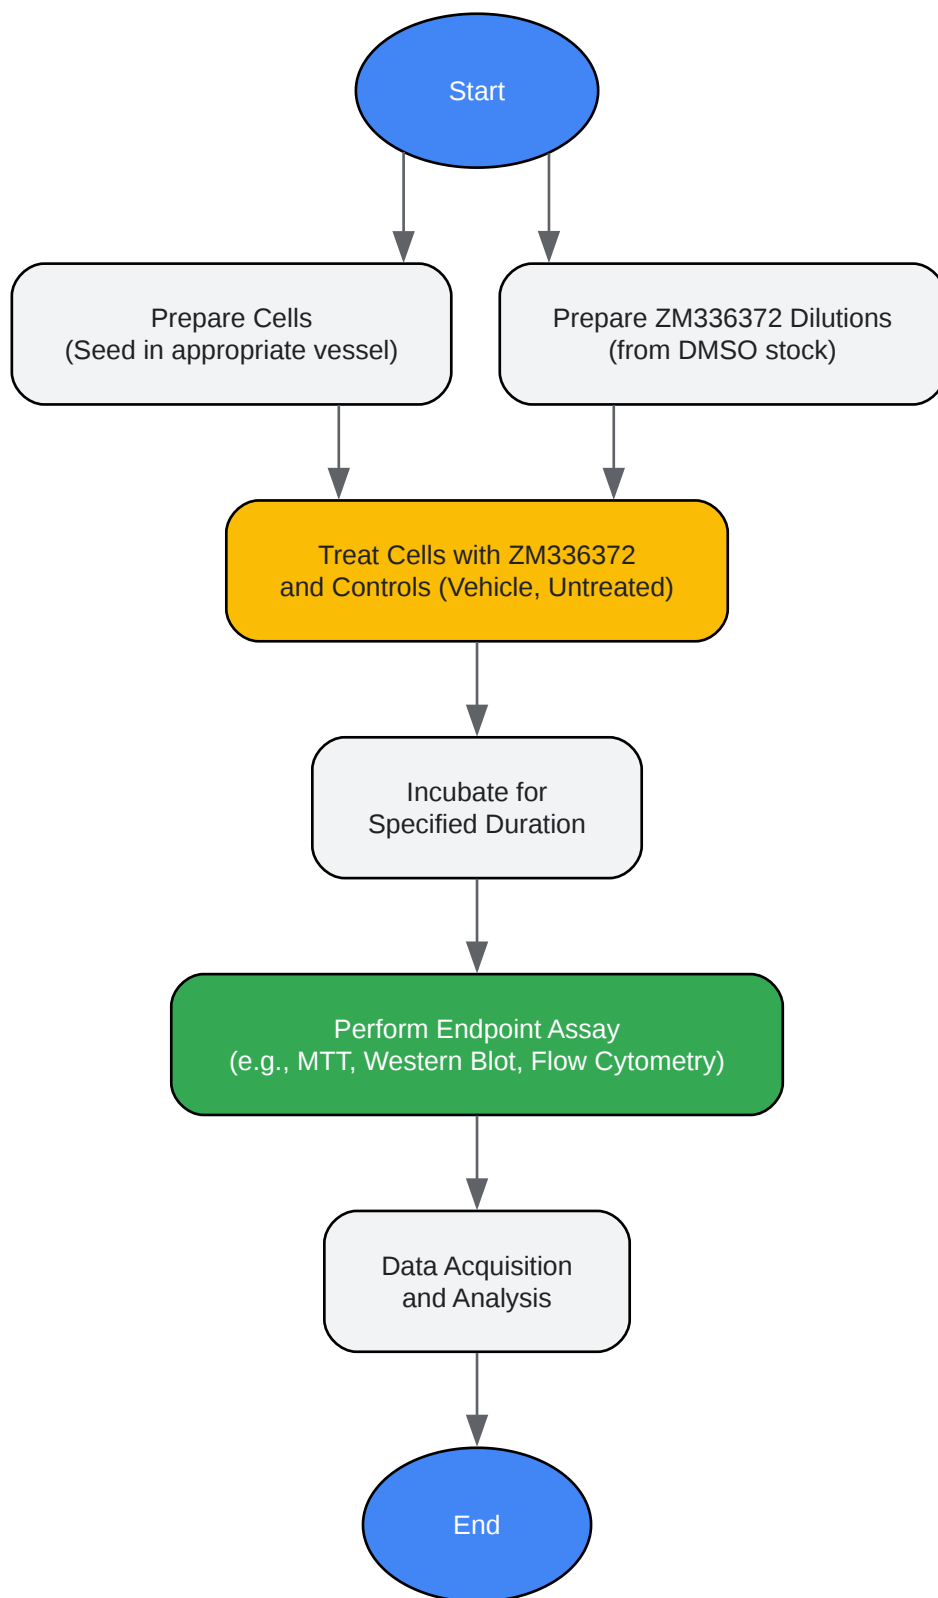 Start
Prepare Cells
(Seed in appropriate vessel)
Prepare ZM336372 Dilutions
(from DMSO stock)
Treat Cells with ZM336372
and Controls (Vehicle, Untreated)
Incubate for
Specified Duration
Perform Endpoint Assay
(e.g., MTT, Western Blot, Flow Cytometry)
Data Acquisition
and Analysis
End